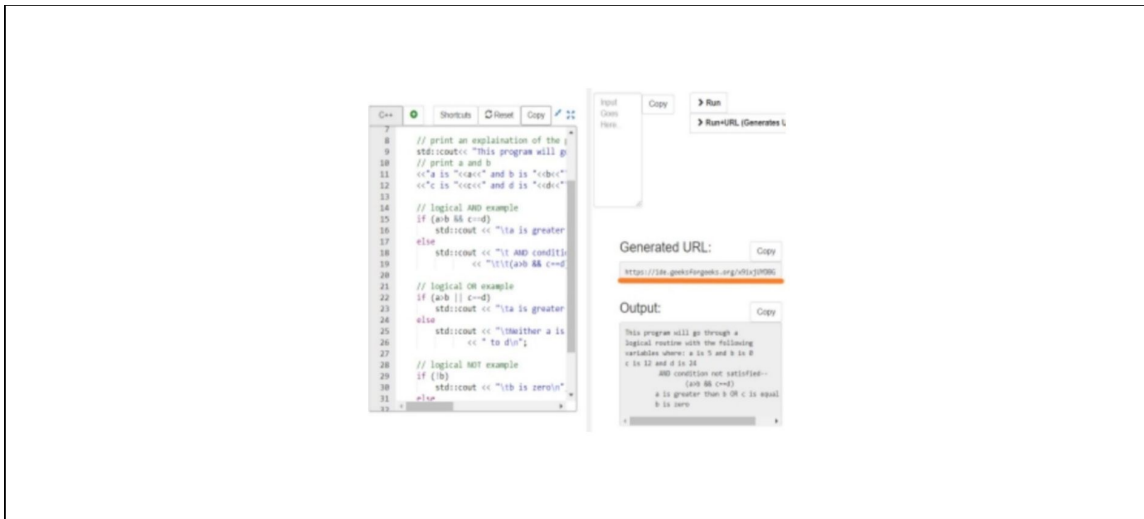 C++ Shortcuts Reset Copy
7
8 // print an explaination of the
9 std::cout<< "This program will g
10 // print a and b
11 <<"a is "<<a<<" and b is "<<b<<"
12 <<"c is "<<c<<" and d is "<<d<<"
13
14 // logical AND example
15 if (a>b && c==d)
16 std::cout << "\ta is greater
17 else
18 std::cout << "\t AND conditi
19 << "\t\t(a>b && c==d
20
21 // logical OR example
22 if (a>b || c==d)
23 std::cout << "\ta is greater
24 else
25 std::cout << "\tNeither a is
26 << " to d\n";
27
28 // logical NOT example
29 if (!b)
30 std::cout << "\tb is zero\n"
31 else
32
Input
Goes
Here.
Copy
Run
Run+URL (Generates U
Generated URL:
Copy
Output:
Copy
This program will go through a
logical routine with the following
variables where: a is 5 and b is 0
c is 12 and d is 24
AND condition not satisfied--
(a>b && c==d)
a is greater than b OR c is equal
b is zero